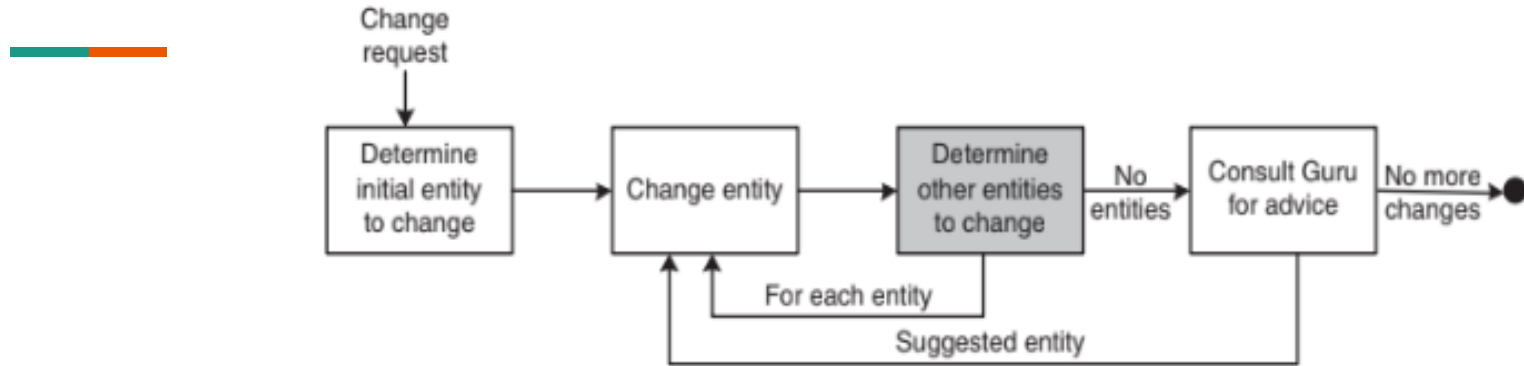 Change
request
Determine
initial entity
to change
Change entity
Determine
other entities
to change
No
entities
Consult Guru
for advice
No more
changes
For each entity
Suggested entity